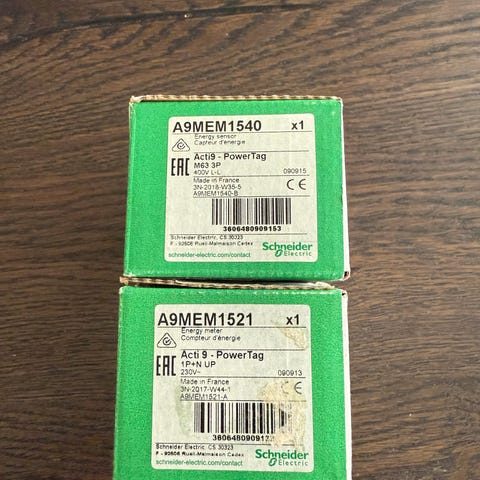 A9MEM1540 x1
Energy sensor
Capteur d'énergie
EAC
Acti9 - PowerTag
M63 3P
400V L-L 090915
Made in France
3N-2018-W35-5 CE
A9MEM1540-B
3606480909153
Schneider Electric, CS 30323
F - 92506 Rueil-Malmaison Cedex
schneider-electric.com/contact
Schneider
Electric
A9MEM1521 x1
Energy meter
Compteur d'énergie
EAC
Acti 9 - PowerTag
1P+N UP
230V~ 090913
Made in France
3N-2017-W44-1 CE
A9MEM1521-A
Schneider Electric, CS 30323
F - 92506 Rueil-Malmaison Cedex
schneider-electric.com/contact
Schneider
Electric